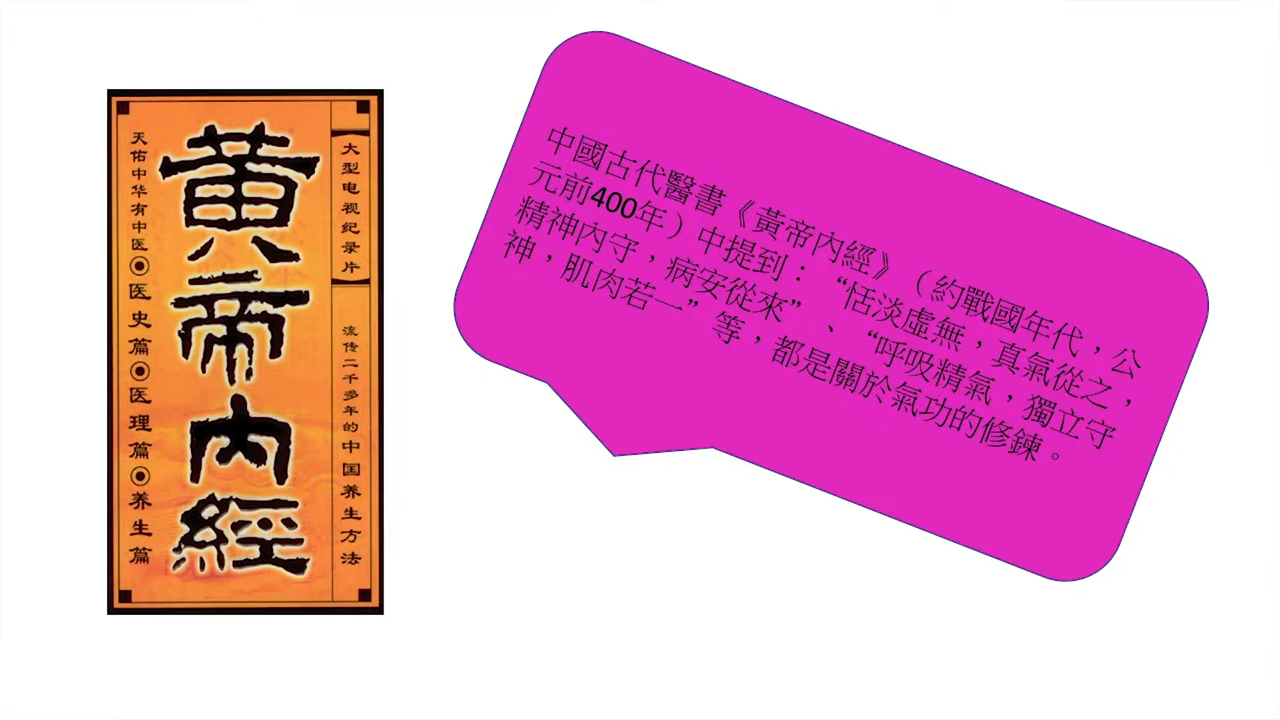 黃帝內經
【大型电视纪录片】
流传二千多年的中国养生方法
天佑中华有中医◉医史篇◉医理篇◉养生篇
中國古代醫書《黃帝內經》（約戰國年代，公
元前400年）中提到：“恬淡虛無，真氣從之，
精神內守，病安從來”、“呼吸精氣，獨立守
神，肌肉若一”等，都是關於氣功的修鍊。